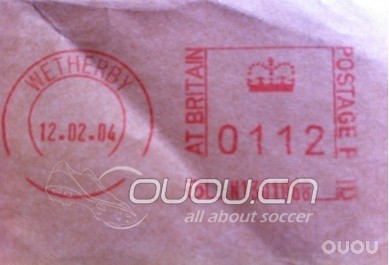 WETHERBY
12.02.04
AT BRITAIN
0112
POSTAGE P
OUOU.CN
all about soccer
OUOU